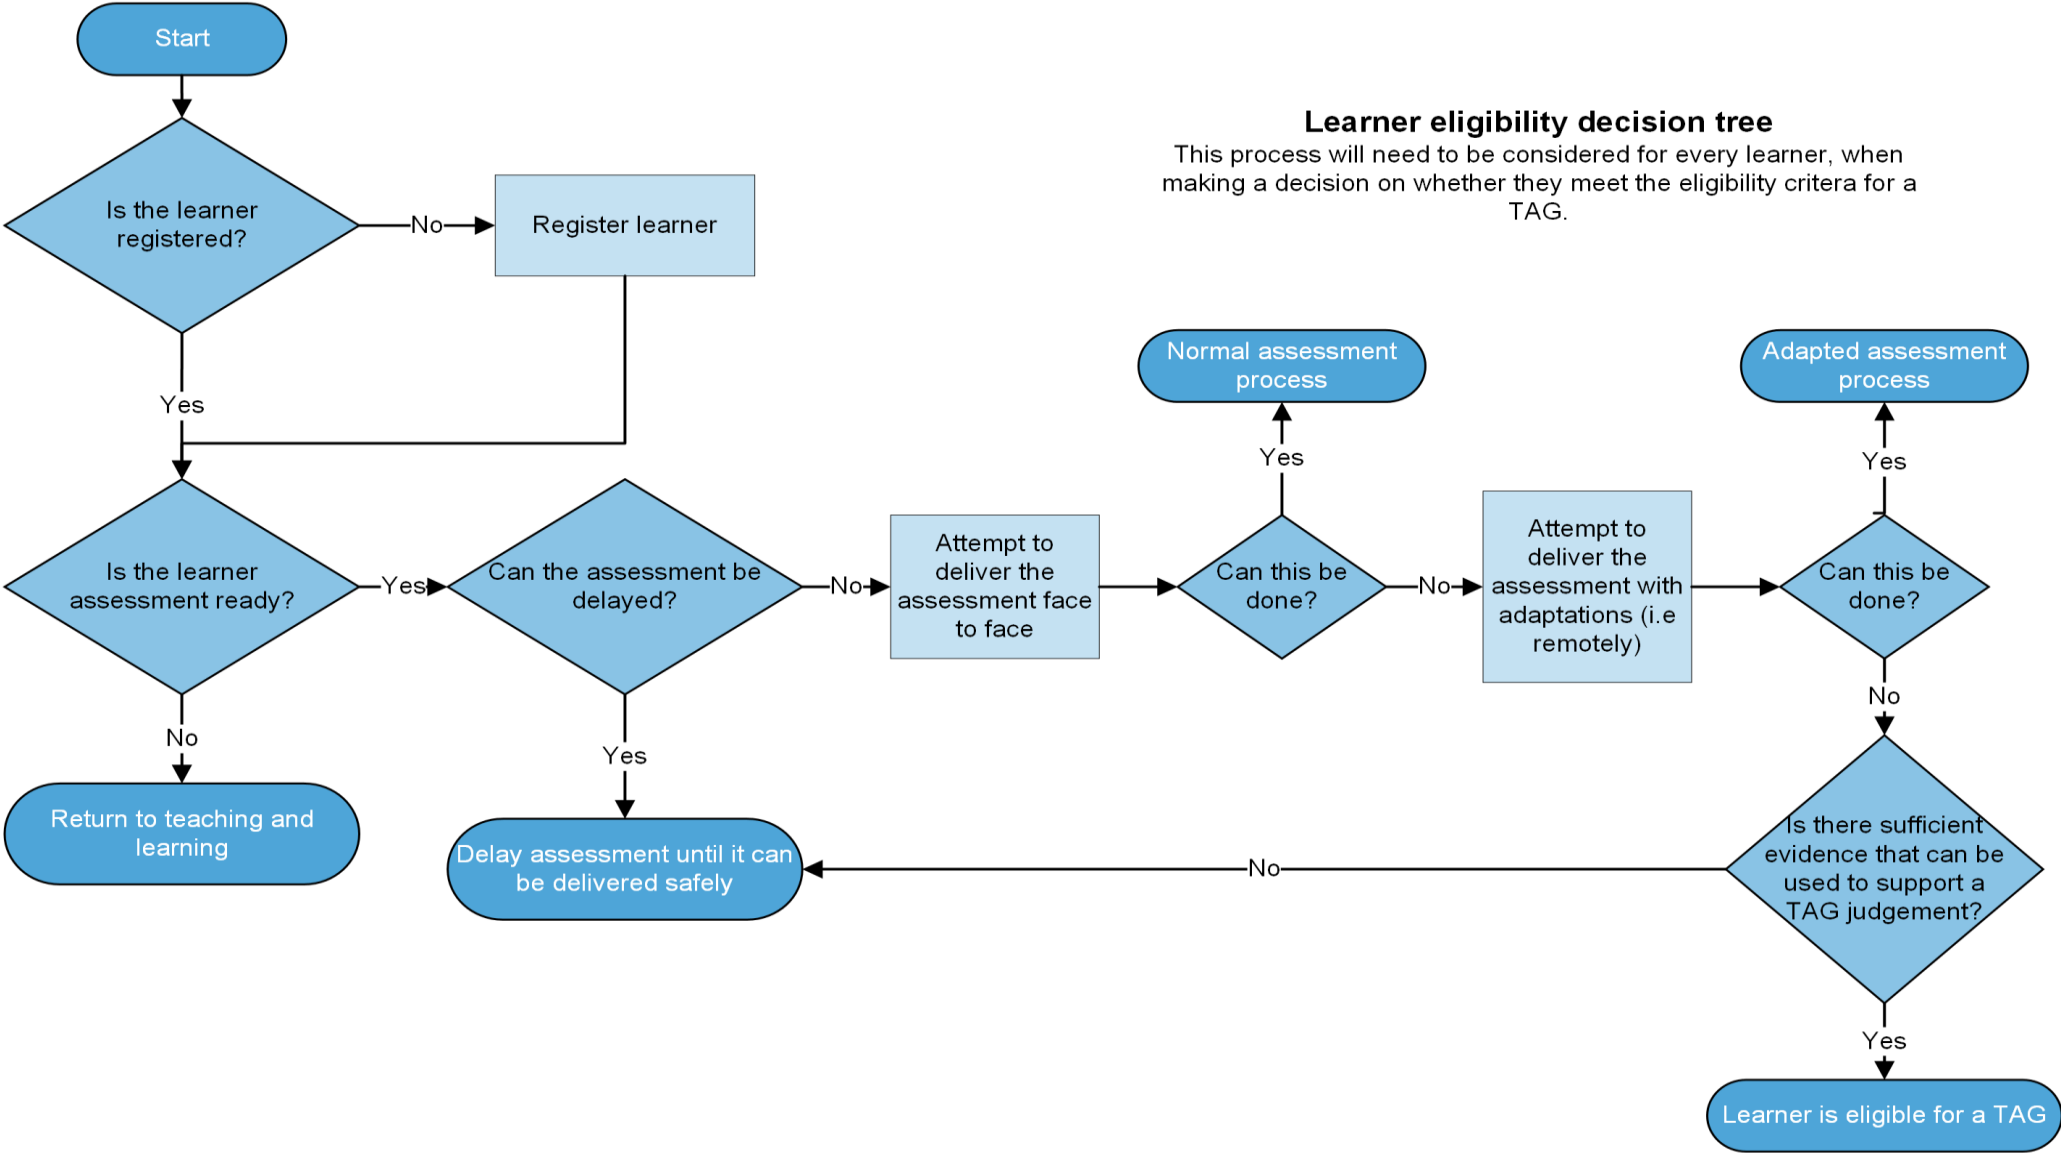 Start
Learner eligibility decision tree
This process will need to be considered for every learner, when
making a decision on whether they meet the eligibility critera for a
TAG.
Is the learner
registered?
No
Register learner
Yes
Normal assessment
process
Adapted assessment
process
Yes
Yes
Is the learner
assessment ready?
Yes
Can the assessment be
delayed?
No
Attempt to
deliver the
assessment face
to face
Can this be
done?
No
Attempt to
deliver the
assessment with
adaptations (i.e
remotely)
Can this be
done?
No
No
Yes
Return to teaching and
learning
Delay assessment until it can
be delivered safely
No
Is there sufficient
evidence that can be
used to support a
TAG judgement?
Yes
Learner is eligible for a TAG